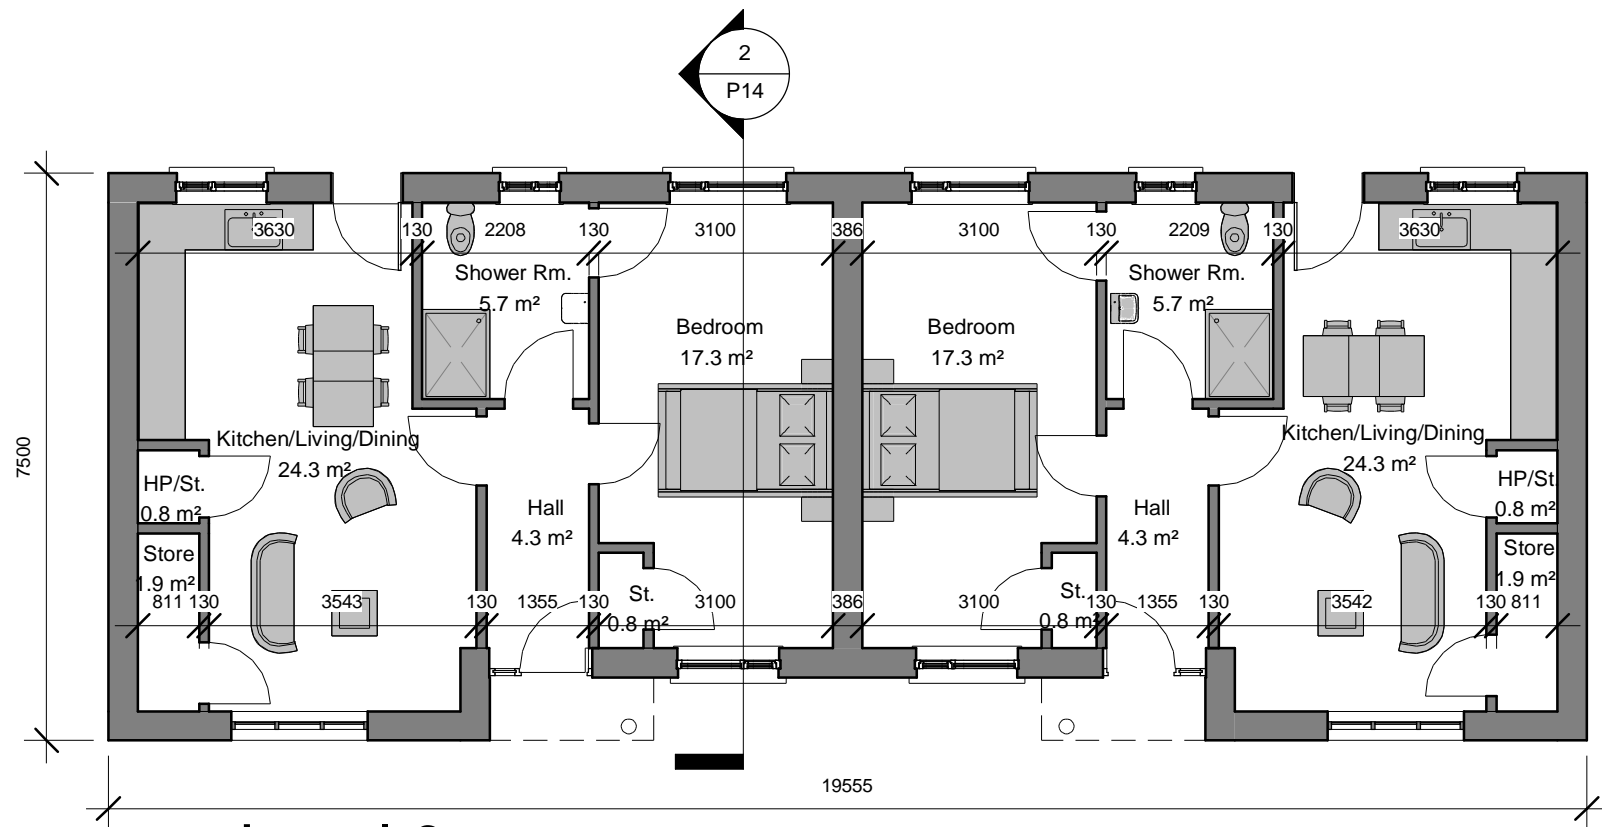 2
P14
3630 130 2208 130 3100 386 3100 130 2209 130 3630
Shower Rm.
5.7 m²
Shower Rm.
5.7 m²
Bedroom
17.3 m²
Bedroom
17.3 m²
Kitchen/Living/Dining
24.3 m²
Kitchen/Living/Dining
24.3 m²
7500
HP/St.
0.8 m²
Hall
4.3 m²
Hall
4.3 m²
HP/St.
0.8 m²
Store
1.9 m²
Store
1.9 m²
St.
0.8 m²
St.
0.8 m²
811 130 3543 130 1355 130 3100 386 3100 130 1355 130 3542 130 811
19555